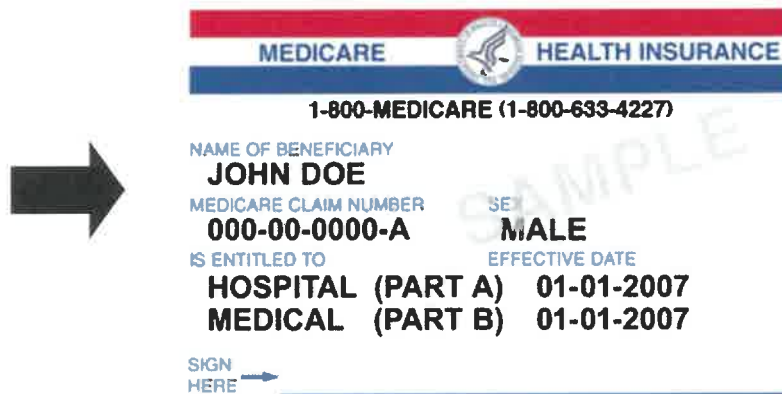 MEDICARE HEALTH INSURANCE
1-800-MEDICARE (1-800-633-4227)
SAMPLE
NAME OF BENEFICIARY
JOHN DOE
MEDICARE CLAIM NUMBER SEX
000-00-0000-A MALE
IS ENTITLED TO EFFECTIVE DATE
HOSPITAL (PART A) 01-01-2007
MEDICAL (PART B) 01-01-2007
SIGN
HERE